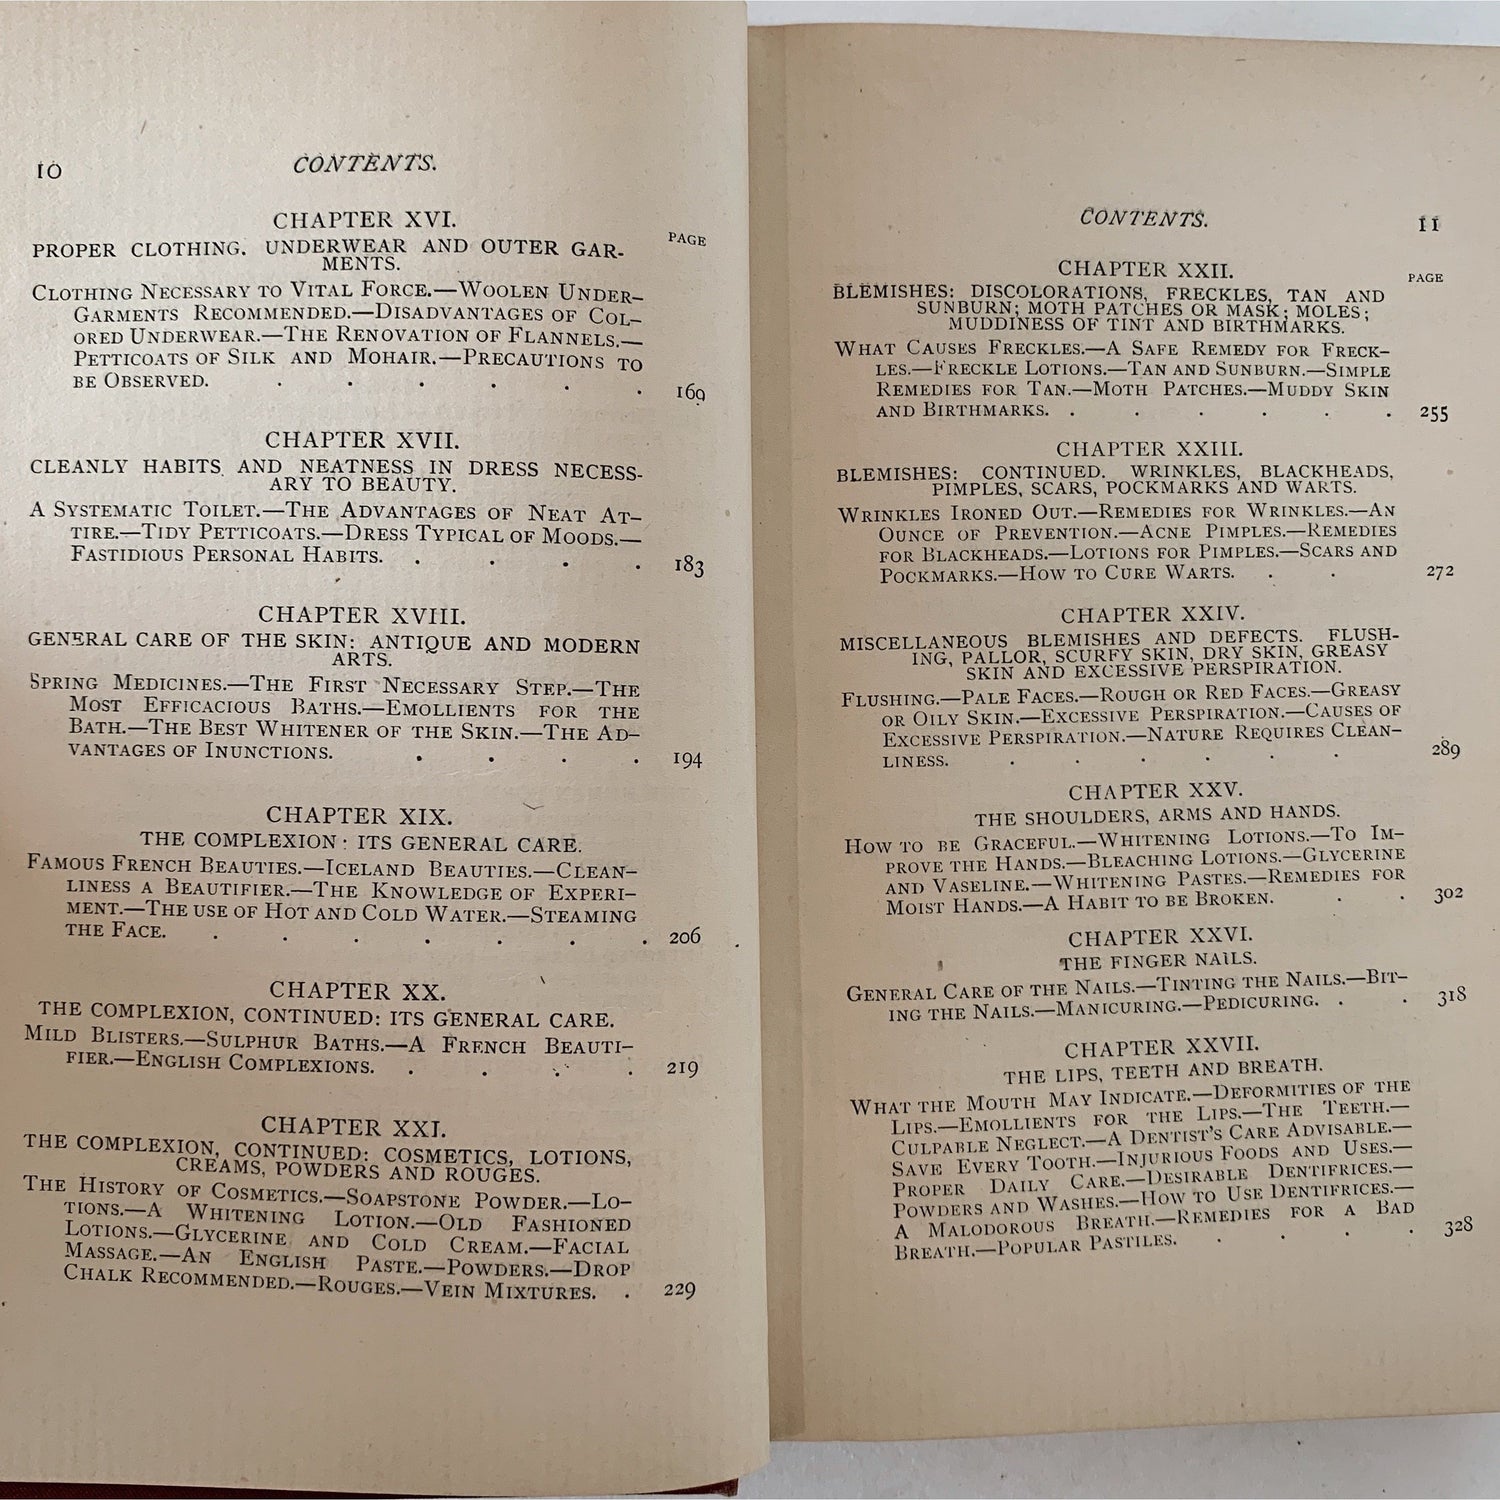 10
CONTENTS.
CHAPTER XVI.
PAGE
PROPER CLOTHING. UNDERWEAR AND OUTER GAR-
MENTS.
CLOTHING NECESSARY TO VITAL FORCE.—WOOLEN UNDER-
GARMENTS RECOMMENDED.—DISADVANTAGES OF COL-
ORED UNDERWEAR.—THE RENOVATION OF FLANNELS.—
PETTICOATS OF SILK AND MOHAIR.—PRECAUTIONS TO
BE OBSERVED. . . . . . . 169
CHAPTER XVII.
CLEANLY HABITS AND NEATNESS IN DRESS NECESS-
ARY TO BEAUTY.
A SYSTEMATIC TOILET.—THE ADVANTAGES OF NEAT AT-
TIRE.—TIDY PETTICOATS.—DRESS TYPICAL OF MOODS.—
FASTIDIOUS PERSONAL HABITS. . . . . 183
CHAPTER XVIII.
GENERAL CARE OF THE SKIN: ANTIQUE AND MODERN
ARTS.
SPRING MEDICINES.—THE FIRST NECESSARY STEP.—THE
MOST EFFICACIOUS BATHS.—EMOLLIENTS FOR THE
BATH.—THE BEST WHITENER OF THE SKIN.—THE AD-
VANTAGES OF INUNCTIONS. . . . . 194
CHAPTER XIX.
THE COMPLEXION: ITS GENERAL CARE.
FAMOUS FRENCH BEAUTIES.—ICELAND BEAUTIES.—CLEAN-
LINESS A BEAUTIFIER.—THE KNOWLEDGE OF EXPERI-
MENT.—THE USE OF HOT AND COLD WATER.—STEAMING
THE FACE. . . . . . . . 206
CHAPTER XX.
THE COMPLEXION, CONTINUED: ITS GENERAL CARE.
MILD BLISTERS.—SULPHUR BATHS.—A FRENCH BEAUTI-
FIER.—ENGLISH COMPLEXIONS. . . . . 219
CHAPTER XXI.
THE COMPLEXION, CONTINUED: COSMETICS, LOTIONS,
CREAMS, POWDERS AND ROUGES.
THE HISTORY OF COSMETICS.—SOAPSTONE POWDER.—LO-
TIONS.—A WHITENING LOTION.—OLD FASHIONED
LOTIONS.—GLYCERINE AND COLD CREAM.—FACIAL
MASSAGE.—AN ENGLISH PASTE.—POWDERS.—DROP
CHALK RECOMMENDED.—ROUGES.—VEIN MIXTURES. . 229
CONTENTS. 11
CHAPTER XXII.
PAGE
BLEMISHES: DISCOLORATIONS, FRECKLES, TAN AND
SUNBURN; MOTH PATCHES OR MASK; MOLES;
MUDDINESS OF TINT AND BIRTHMARKS.
WHAT CAUSES FRECKLES.—A SAFE REMEDY FOR FRECK-
LES.—FRECKLE LOTIONS.—TAN AND SUNBURN.—SIMPLE
REMEDIES FOR TAN.—MOTH PATCHES.—MUDDY SKIN
AND BIRTHMARKS. . . . . . 255
CHAPTER XXIII.
BLEMISHES: CONTINUED. WRINKLES, BLACKHEADS,
PIMPLES, SCARS, POCKMARKS AND WARTS.
WRINKLES IRONED OUT.—REMEDIES FOR WRINKLES.—AN
OUNCE OF PREVENTION.—ACNE PIMPLES.—REMEDIES
FOR BLACKHEADS.—LOTIONS FOR PIMPLES.—SCARS AND
POCKMARKS.—HOW TO CURE WARTS. . . 272
CHAPTER XXIV.
MISCELLANEOUS BLEMISHES AND DEFECTS. FLUSH-
ING, PALLOR, SCURFY SKIN, DRY SKIN, GREASY
SKIN AND EXCESSIVE PERSPIRATION.
FLUSHING.—PALE FACES.—ROUGH OR RED FACES.—GREASY
OR OILY SKIN.—EXCESSIVE PERSPIRATION.—CAUSES OF
EXCESSIVE PERSPIRATION.—NATURE REQUIRES CLEAN-
LINESS. . . . . . . 289
CHAPTER XXV.
THE SHOULDERS, ARMS AND HANDS.
HOW TO BE GRACEFUL.—WHITENING LOTIONS.—TO IM-
PROVE THE HANDS.—BLEACHING LOTIONS.—GLYCERINE
AND VASELINE.—WHITENING PASTES.—REMEDIES FOR
MOIST HANDS.—A HABIT TO BE BROKEN. . . 302
CHAPTER XXVI.
THE FINGER NAILS.
GENERAL CARE OF THE NAILS.—TINTING THE NAILS.—BIT-
ING THE NAILS.—MANICURING.—PEDICURING. . . 318
CHAPTER XXVII.
THE LIPS, TEETH AND BREATH.
WHAT THE MOUTH MAY INDICATE.—DEFORMITIES OF THE
LIPS.—EMOLLIENTS FOR THE LIPS.—THE TEETH.—
CULPABLE NEGLECT.—A DENTIST'S CARE ADVISABLE.—
SAVE EVERY TOOTH.—INJURIOUS FOODS AND USES.—
PROPER DAILY CARE.—DESIRABLE DENTIFRICES.—
POWDERS AND WASHES.—HOW TO USE DENTIFRICES.—
A MALODOROUS BREATH.—REMEDIES FOR A BAD
BREATH.—POPULAR PASTILES. . . . . 328